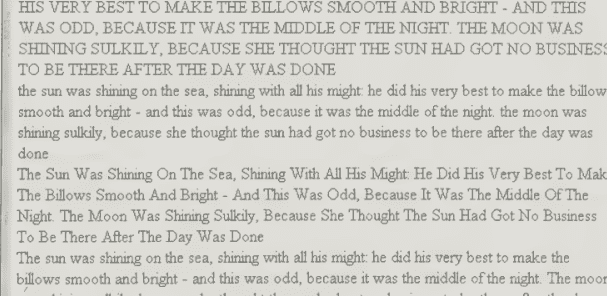 HIS VERY BEST TO MAKE THE BILLOWS SMOOTH AND BRIGHT - AND THIS
WAS ODD, BECAUSE IT WAS THE MIDDLE OF THE NIGHT. THE MOON WAS
SHINING SULKILY, BECAUSE SHE THOUGHT THE SUN HAD GOT NO BUSINESS
TO BE THERE AFTER THE DAY WAS DONE
the sun was shining on the sea, shining with all his might: he did his very best to make the billow
smooth and bright - and this was odd, because it was the middle of the night. the moon was
shining sulkily, because she thought the sun had got no business to be there after the day was
done
The Sun Was Shining On The Sea, Shining With All His Might: He Did His Very Best To Mak
The Billows Smooth And Bright - And This Was Odd, Because It Was The Middle Of The
Night. The Moon Was Shining Sulkily, Because She Thought The Sun Had Got No Business
To Be There After The Day Was Done
The sun was shining on the sea, shining with all his might: he did his very best to make the
billows smooth and bright - and this was odd, because it was the middle of the night. The moon